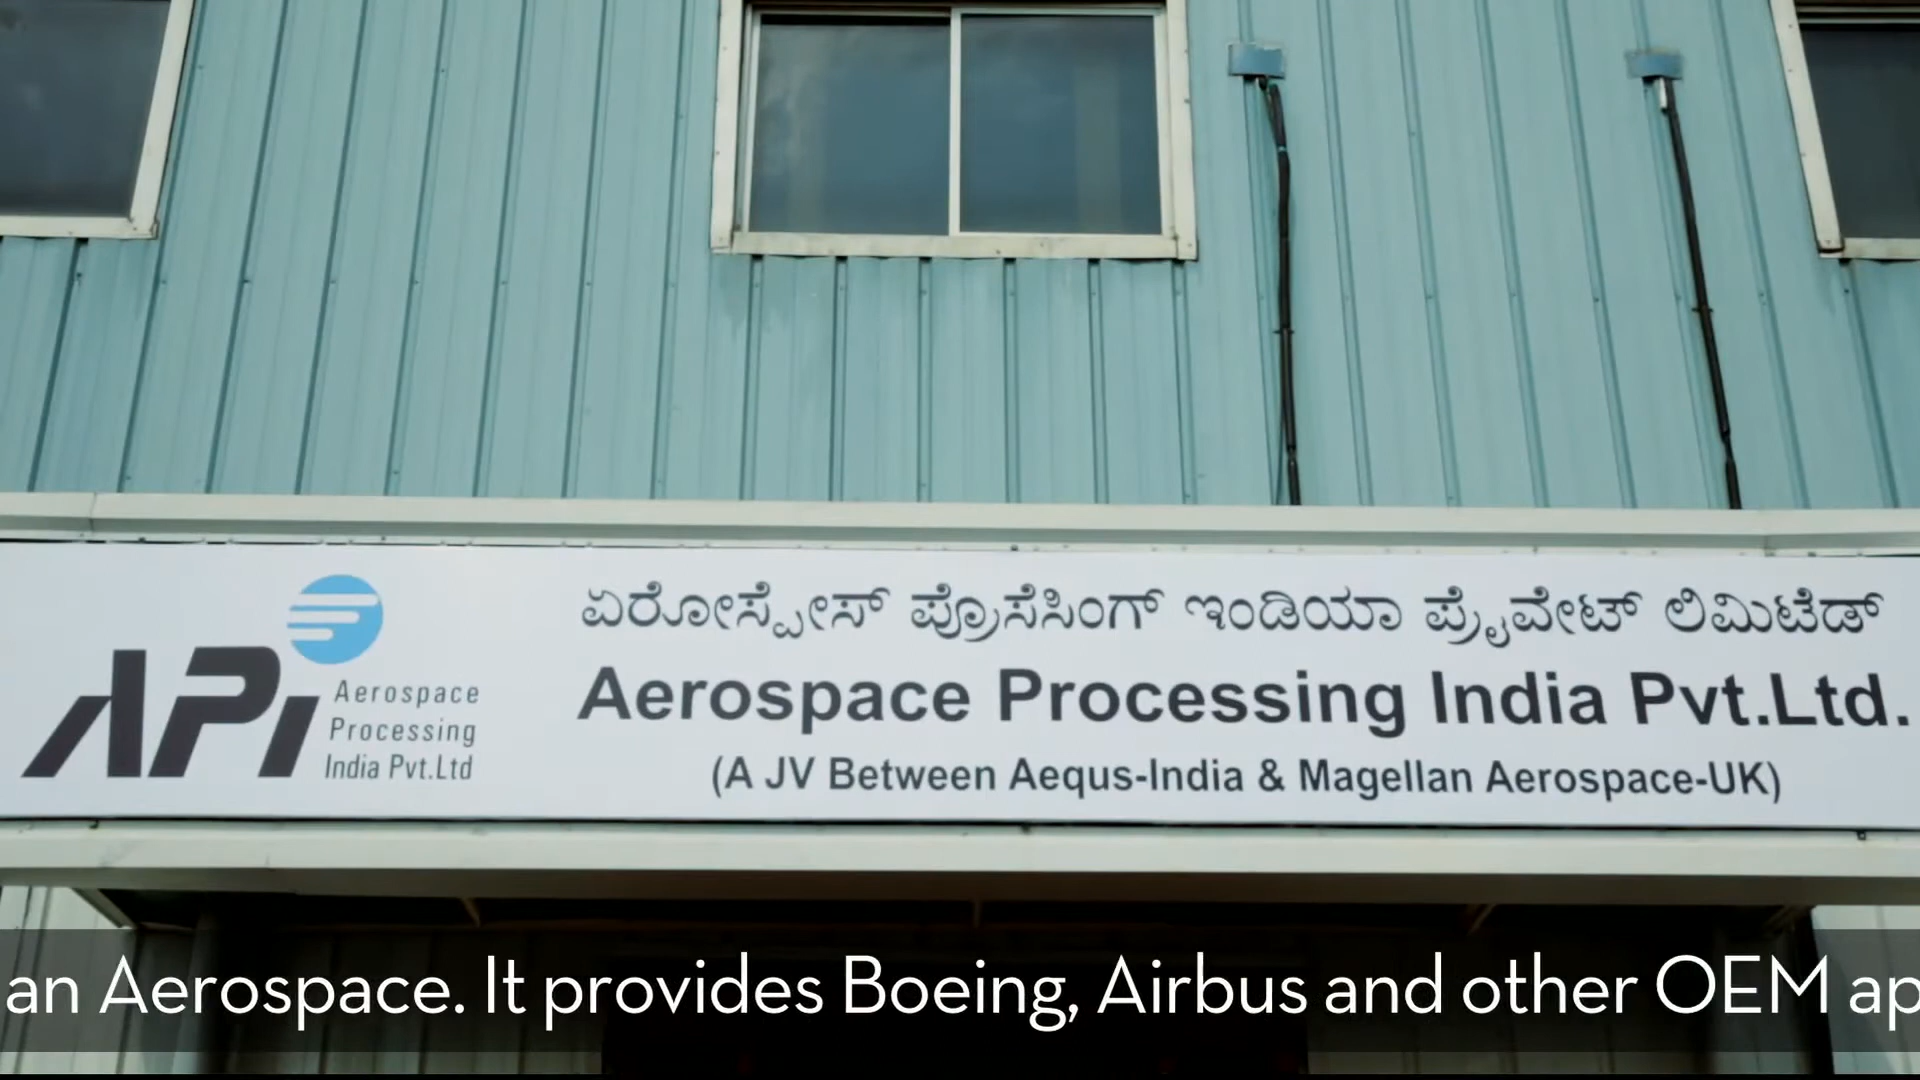 ಏರೋಸ್ಪೇಸ್ ಪ್ರೊಸೆಸಿಂಗ್ ಇಂಡಿಯಾ ಪ್ರೈವೇಟ್ ಲಿಮಿಟೆಡ್
APi
Aerospace
Processing
India Pvt.Ltd
Aerospace Processing India Pvt.Ltd.
(A JV Between Aequs-India & Magellan Aerospace-UK)
an Aerospace. It provides Boeing, Airbus and other OEM ap